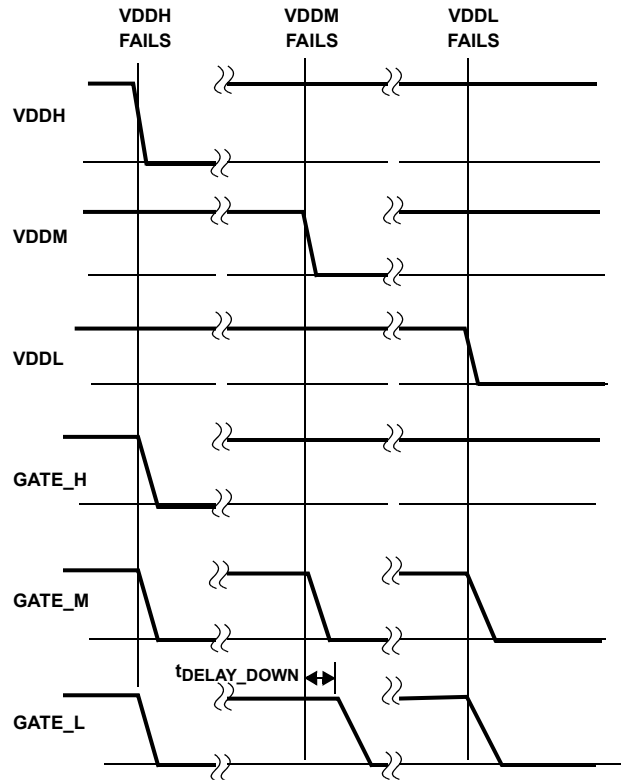 VDDH FAILS
VDDM FAILS
VDDL FAILS
VDDH
VDDM
VDDL
GATE_H
GATE_M
tDELAY_DOWN
GATE_L